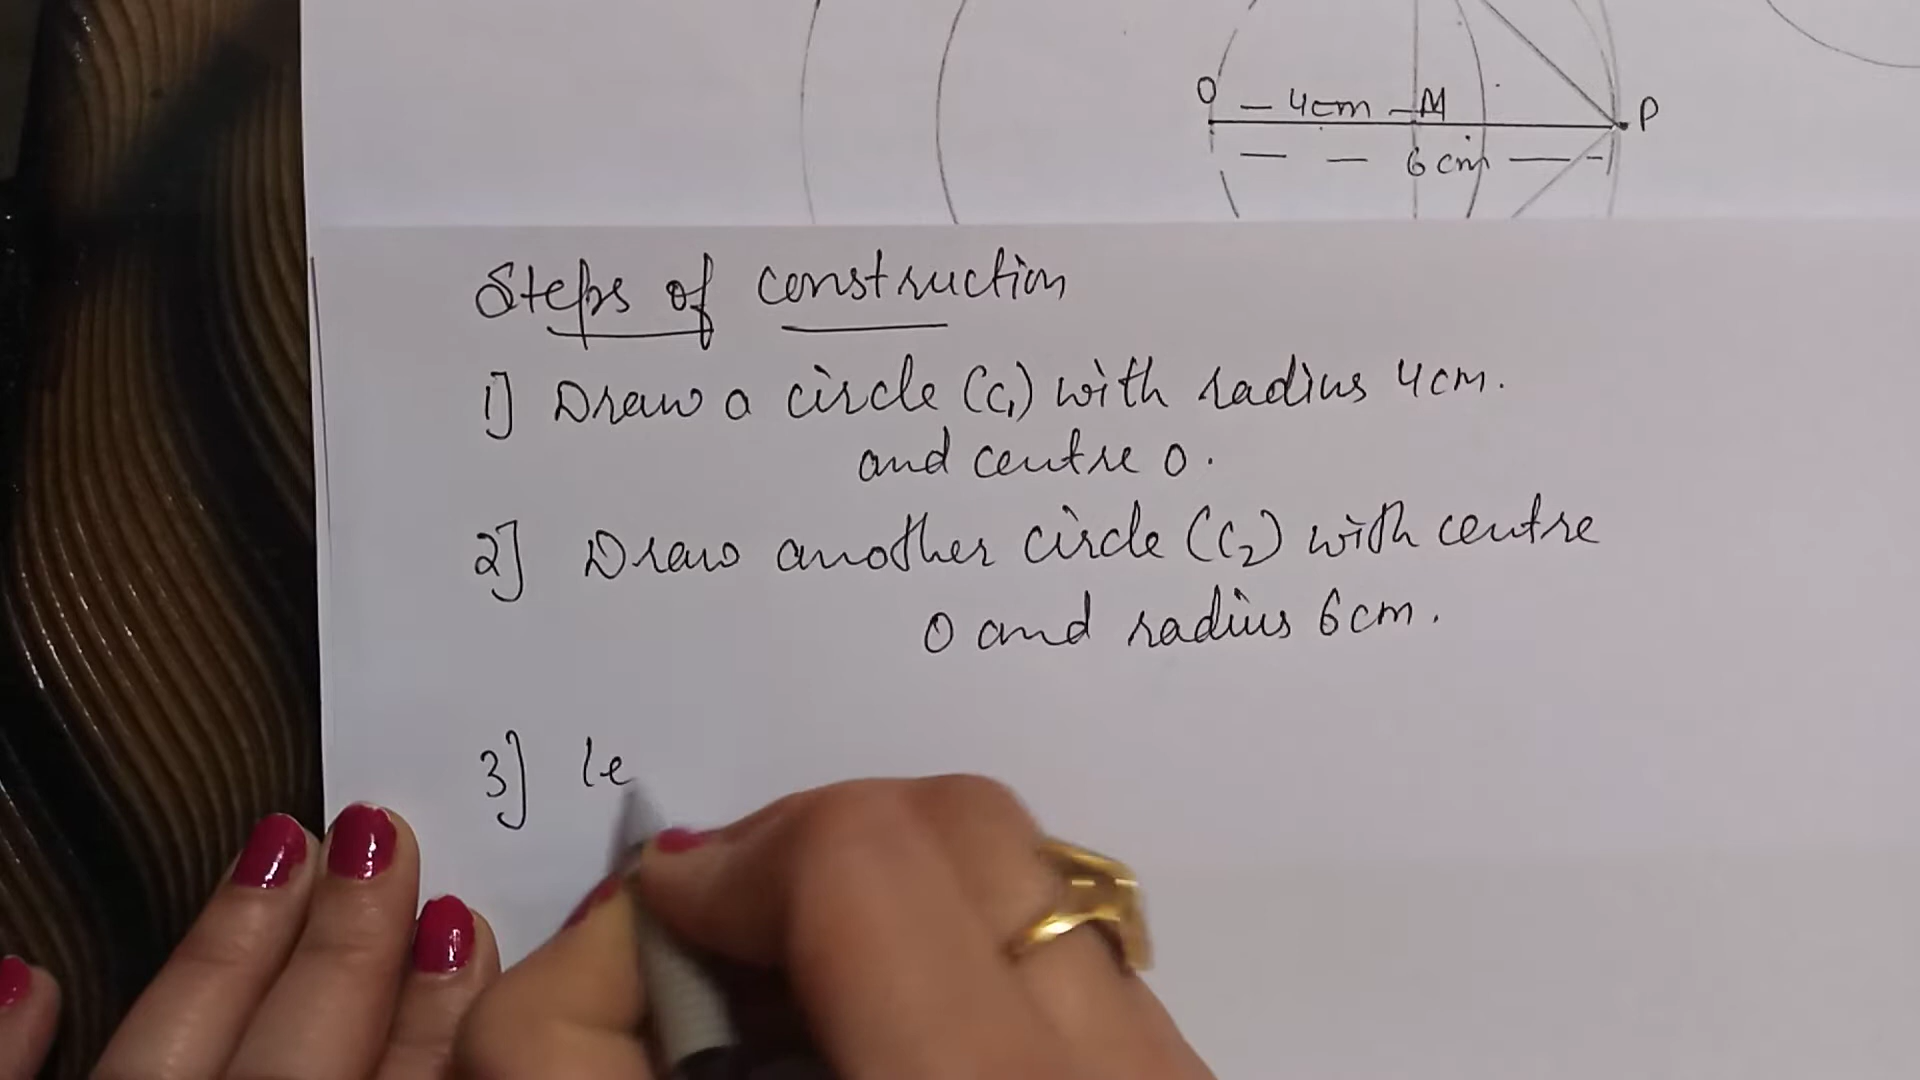 O - 4cm - M P
— — 6 cm — -
Steps of construction
1] Draw a circle (C₁) with radius 4cm.
and centre O.
2] Draw another circle (C₂) with centre
O and radius 6cm.
3] le